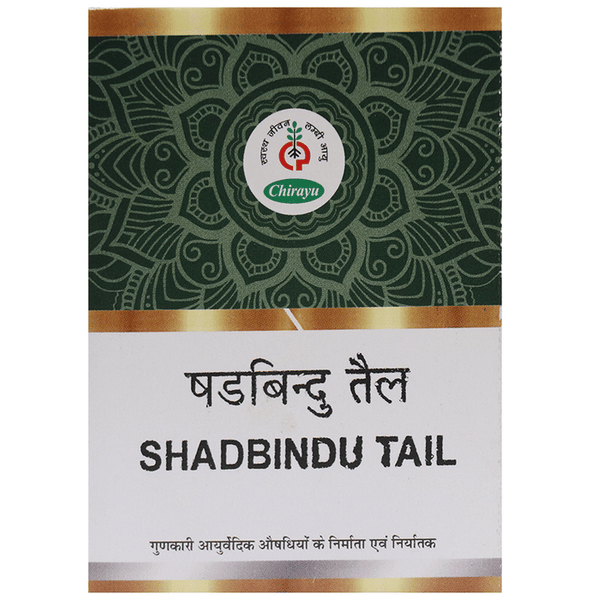 स्वस्थ जीवन लम्बी आयु
Chirayu
षडबिन्दु तैल
SHADBINDU TAIL
गुणकारी आयुर्वेदिक औषधियों के निर्माता एवं निर्यातक